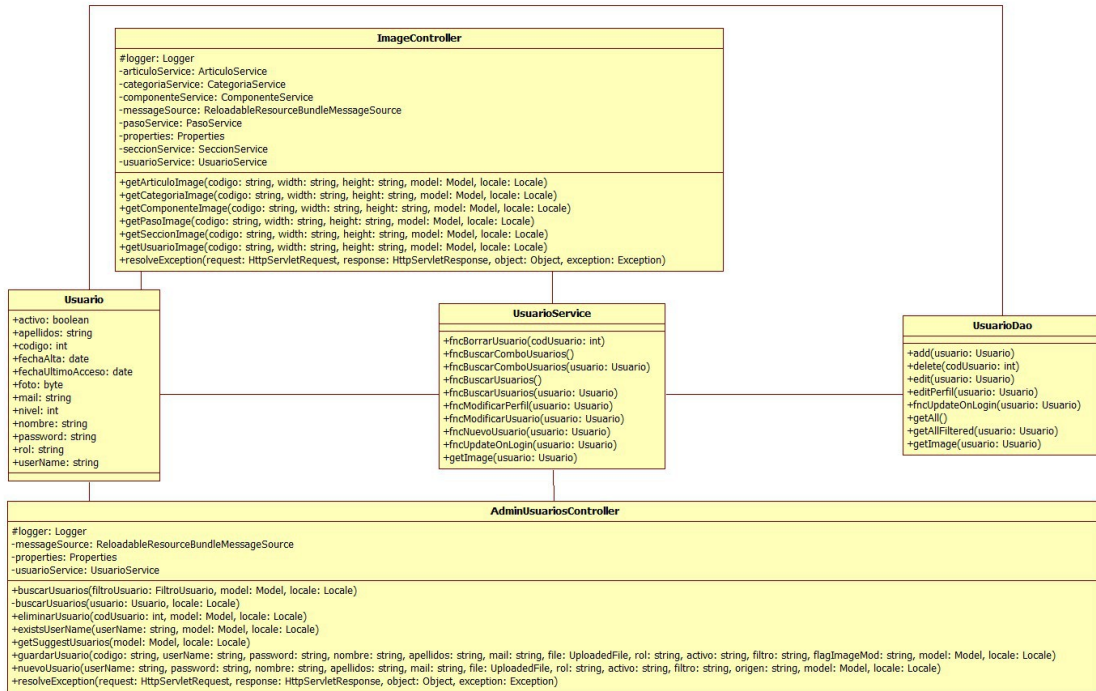 ImageController
#logger: Logger
-articuloService: ArticuloService
-categoriaService: CategoriaService
-componenteService: ComponenteService
-messageSource: ReloadableResourceBundleMessageSource
-pasoService: PasoService
-properties: Properties
-seccionService: SeccionService
-usuarioService: UsuarioService
+getArticuloImage(codigo: string, width: string, height: string, model: Model, locale: Locale)
+getCategoriaImage(codigo: string, width: string, height: string, model: Model, locale: Locale)
+getComponenteImage(codigo: string, width: string, height: string, model: Model, locale: Locale)
+getPasoImage(codigo: string, width: string, height: string, model: Model, locale: Locale)
+getSeccionImage(codigo: string, width: string, height: string, model: Model, locale: Locale)
+getUsuarioImage(codigo: string, width: string, height: string, model: Model, locale: Locale)
+resolveException(request: HttpServletRequest, response: HttpServletResponse, object: Object, exception: Exception)
Usuario
+activo: boolean
+apellidos: string
+codigo: int
+fechaAlta: date
+fechaUltimoAcceso: date
+foto: byte
+mail: string
+nivel: int
+nombre: string
+password: string
+rol: string
+userName: string
UsuarioService
+fncBorrarUsuario(codUsuario: int)
+fncBuscarComboUsuarios()
+fncBuscarComboUsuarios(usuario: Usuario)
+fncBuscarUsuarios()
+fncBuscarUsuarios(usuario: Usuario)
+fncModificarPerfil(usuario: Usuario)
+fncModificarUsuario(usuario: Usuario)
+fncNuevoUsuario(usuario: Usuario)
+fncUpdateOnLogin(usuario: Usuario)
+getImage(usuario: Usuario)
UsuarioDao
+add(usuario: Usuario)
+delete(codUsuario: int)
+edit(usuario: Usuario)
+editPerfil(usuario: Usuario)
+fncUpdateOnLogin(usuario: Usuario)
+getAll()
+getAllFiltered(usuario: Usuario)
+getImage(usuario: Usuario)
AdminUsuariosController
#logger: Logger
-messageSource: ReloadableResourceBundleMessageSource
-properties: Properties
-usuarioService: UsuarioService
+buscarUsuarios(filtroUsuario: FiltroUsuario, model: Model, locale: Locale)
-buscarUsuarios(usuario: Usuario, locale: Locale)
+eliminarUsuario(codUsuario: int, model: Model, locale: Locale)
+existsUserName(userName: string, model: Model, locale: Locale)
+getSuggestUsuarios(model: Model, locale: Locale)
+guardarUsuario(codigo: string, userName: string, password: string, nombre: string, apellidos: string, mail: string, file: UploadedFile, rol: string, activo: string, filtro: string, flagImageMod: string, model: Model, locale: Locale)
+nuevoUsuario(userName: string, password: string, nombre: string, apellidos: string, mail: string, file: UploadedFile, rol: string, activo: string, filtro: string, origen: string, model: Model, locale: Locale)
+resolveException(request: HttpServletRequest, response: HttpServletResponse, object: Object, exception: Exception)